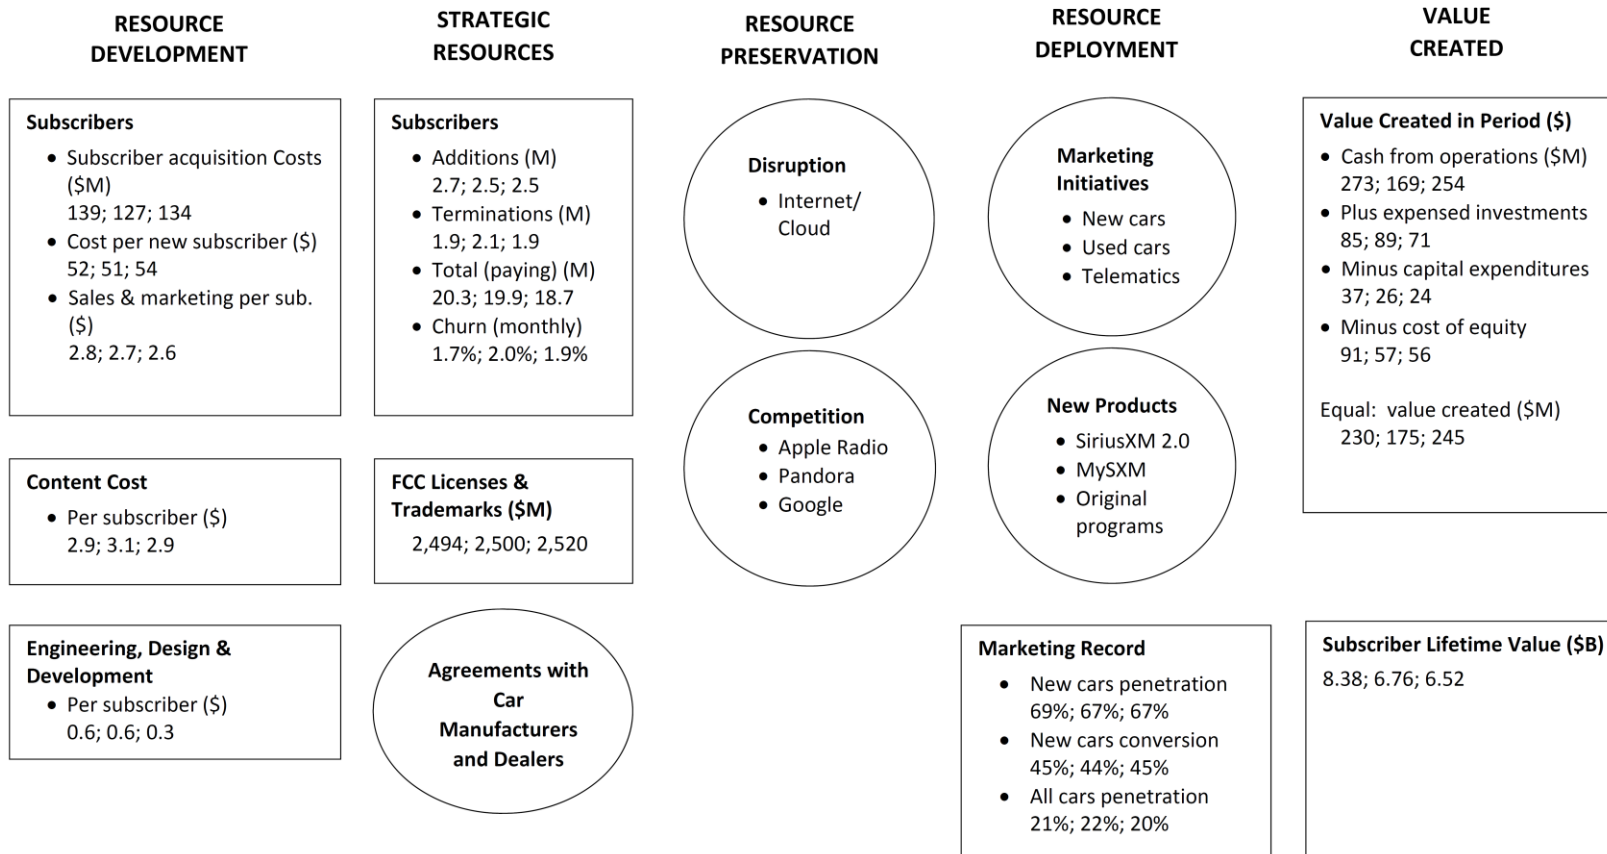 RESOURCE
DEVELOPMENT
STRATEGIC
RESOURCES
RESOURCE
PRESERVATION
RESOURCE
DEPLOYMENT
VALUE
CREATED
Subscribers
• Subscriber acquisition Costs
($M)
139; 127; 134
• Cost per new subscriber ($)
52; 51; 54
• Sales & marketing per sub.
($)
2.8; 2.7; 2.6
Content Cost
• Per subscriber ($)
2.9; 3.1; 2.9
Engineering, Design &
Development
• Per subscriber ($)
0.6; 0.6; 0.3
Subscribers
• Additions (M)
2.7; 2.5; 2.5
• Terminations (M)
1.9; 2.1; 1.9
• Total (paying) (M)
20.3; 19.9; 18.7
• Churn (monthly)
1.7%; 2.0%; 1.9%
FCC Licenses &
Trademarks ($M)
2,494; 2,500; 2,520
Agreements with
Car
Manufacturers
and Dealers
Disruption
• Internet/
Cloud
Competition
• Apple Radio
• Pandora
• Google
Marketing
Initiatives
• New cars
• Used cars
• Telematics
New Products
• SiriusXM 2.0
• MySXM
• Original
programs
Marketing Record
• New cars penetration
69%; 67%; 67%
• New cars conversion
45%; 44%; 45%
• All cars penetration
21%; 22%; 20%
Value Created in Period ($)
• Cash from operations ($M)
273; 169; 254
• Plus expensed investments
85; 89; 71
• Minus capital expenditures
37; 26; 24
• Minus cost of equity
91; 57; 56
Equal: value created ($M)
230; 175; 245
Subscriber Lifetime Value ($B)
8.38; 6.76; 6.52